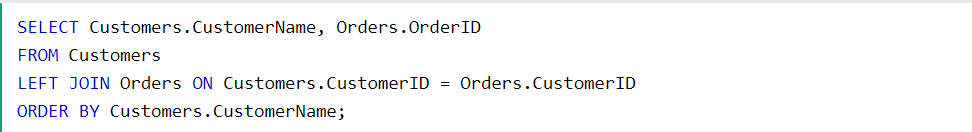 SELECT Customers.CustomerName, Orders.OrderID
FROM Customers
LEFT JOIN Orders ON Customers.CustomerID = Orders.CustomerID
ORDER BY Customers.CustomerName;